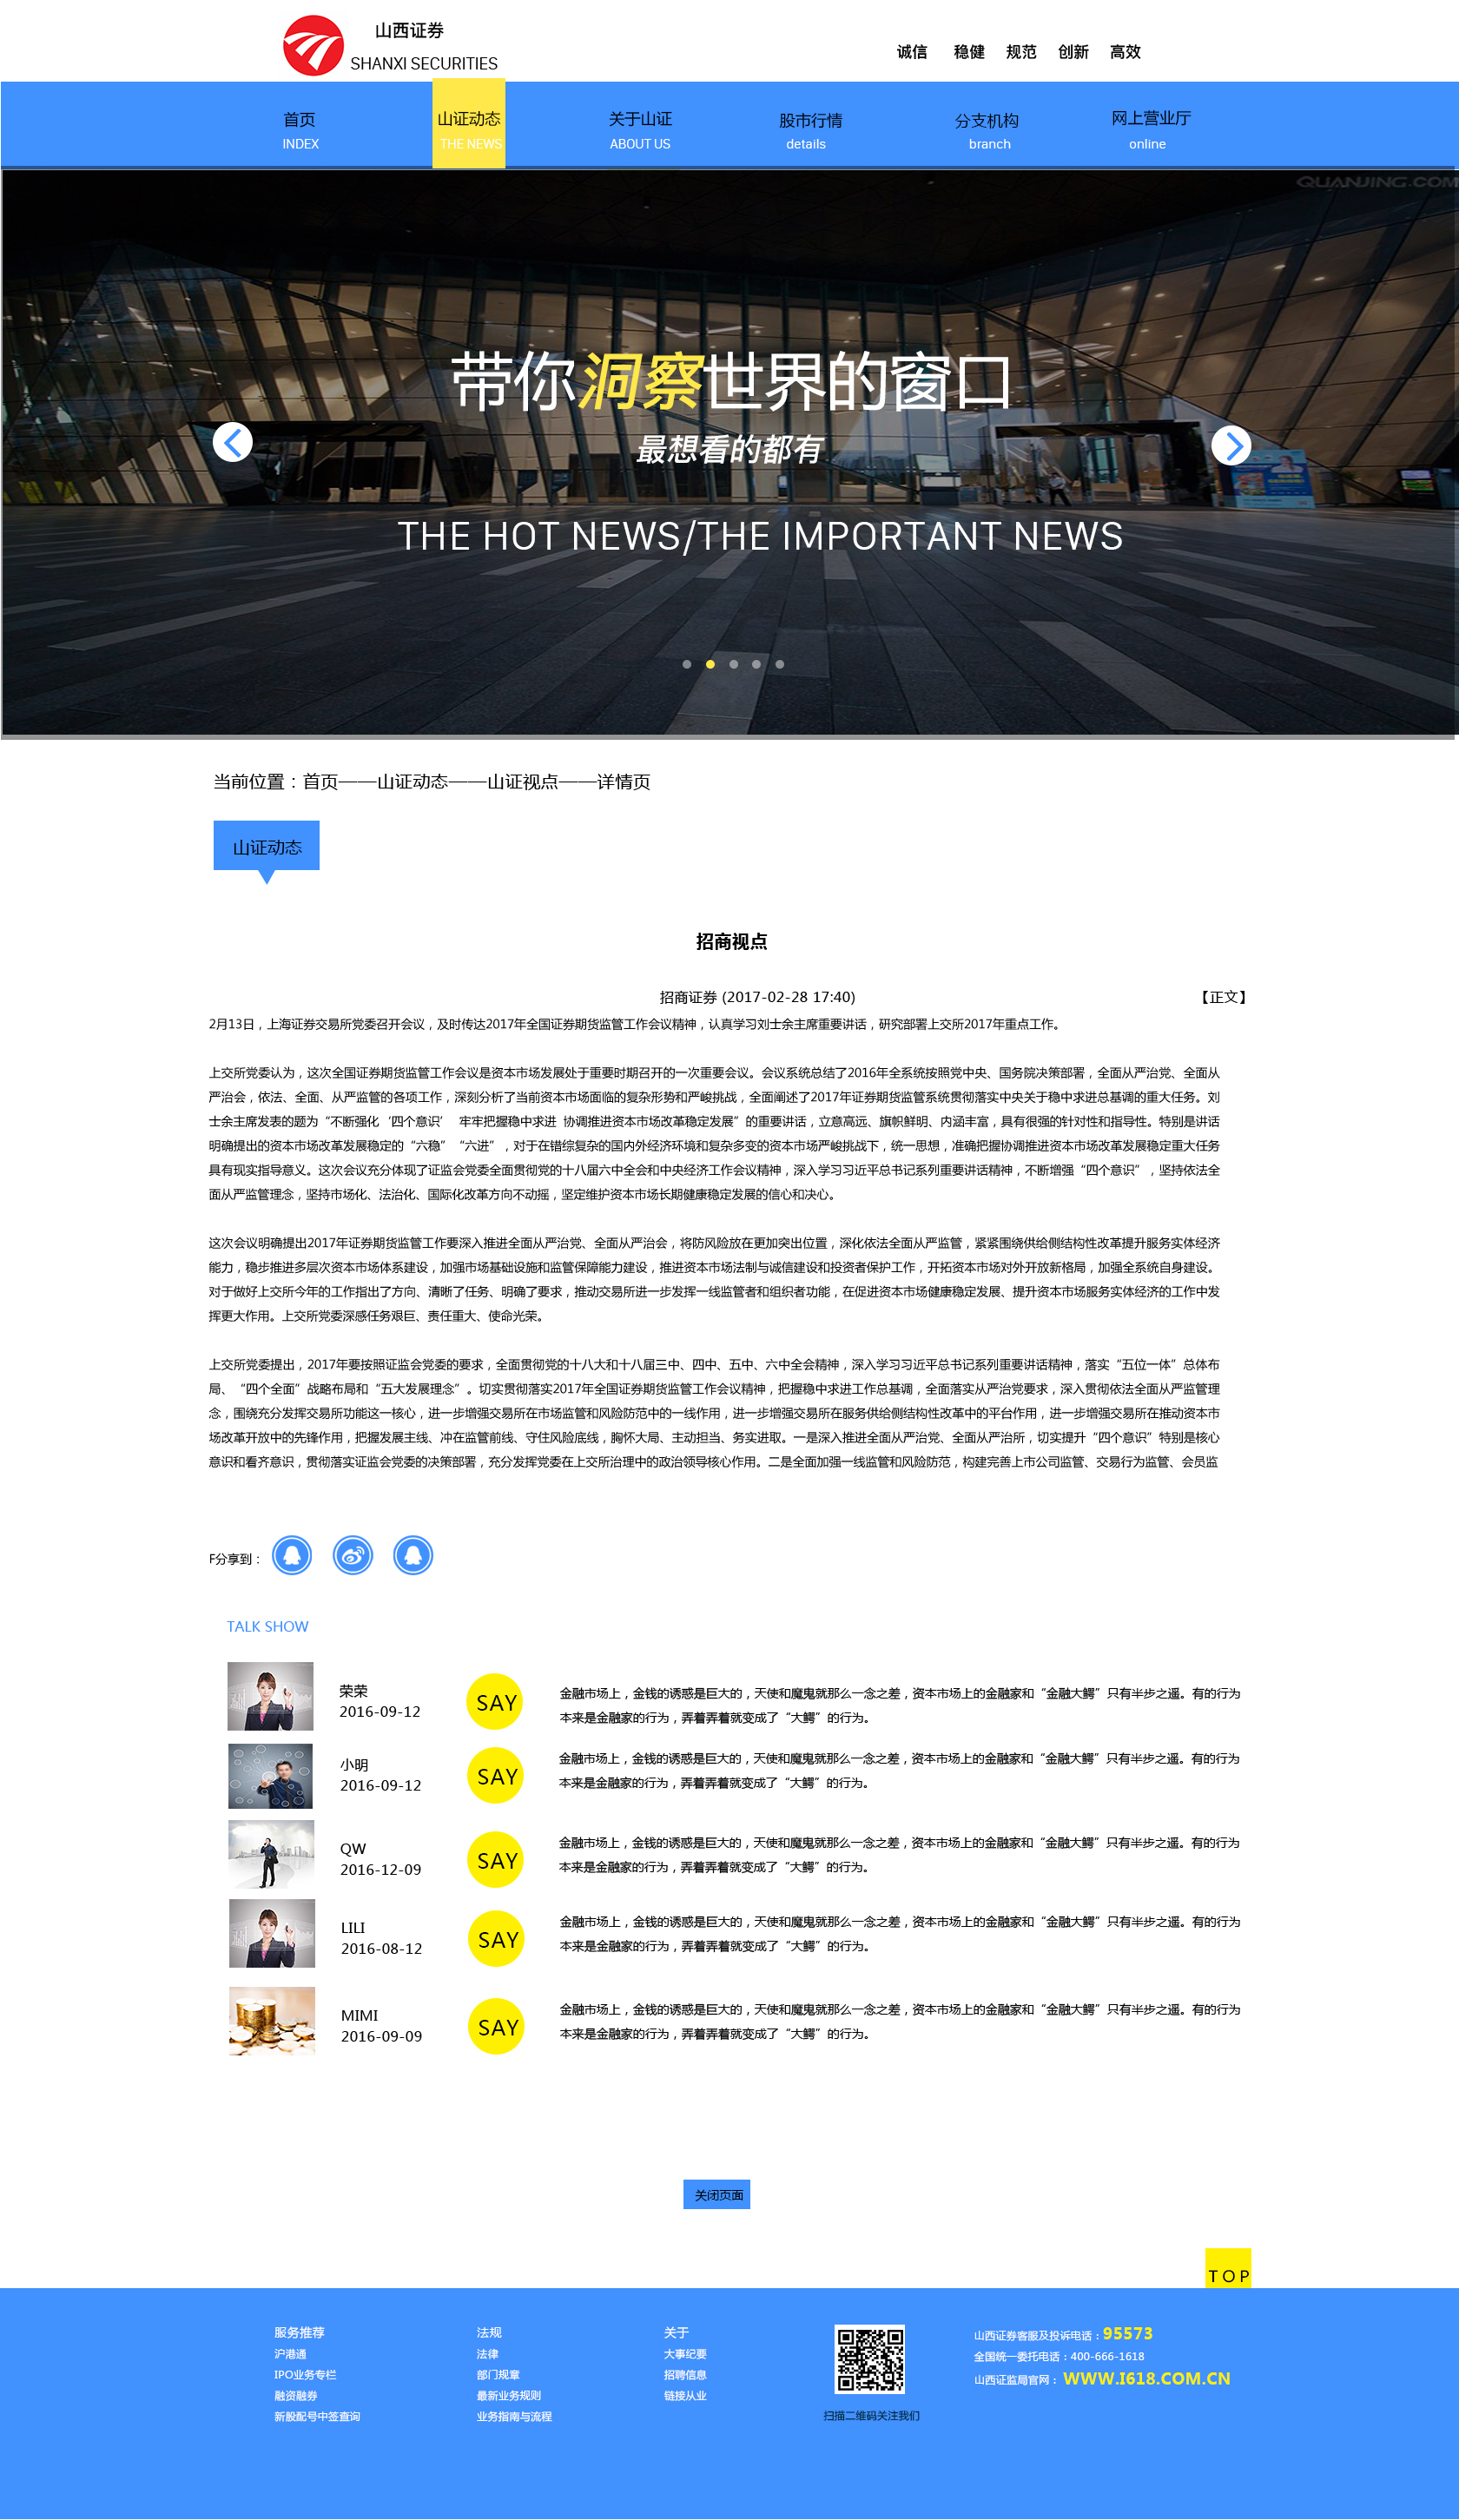 山西证券
SHANXI SECURITIES
诚信 稳健 规范 创新 高效
首页 山证动态 关于山证 股市行情 分支机构 网上营业厅
INDEX THE NEWS ABOUT US details branch online
QUANJING.COM
带你洞察世界的窗口
最想看的都有
THE HOT NEWS/THE IMPORTANT NEWS
当前位置：首页——山证动态——山证视点——详情页
山证动态
招商视点
招商证券 (2017-02-28 17:40)
【正文】
2月13日，上海证券交易所党委召开会议，及时传达2017年全国证券期货监管工作会议精神，认真学习刘士余主席重要讲话，研究部署上交所2017年重点工作。
上交所党委认为，这次全国证券期货监管工作会议是资本市场发展处于重要时期召开的一次重要会议。会议系统总结了2016年全系统按照党中央、国务院决策部署，全面从严治党、全面从
严治会，依法、全面、从严监管的各项工作，深刻分析了当前资本市场面临的复杂形势和严峻挑战，全面阐述了2017年证券期货监管系统贯彻落实中央关于稳中求进总基调的重大任务。刘
士余主席发表的题为“不断强化‘四个意识’ 牢牢把握稳中求进 协调推进资本市场改革稳定发展”的重要讲话，立意高远、旗帜鲜明、内涵丰富，具有很强的针对性和指导性。特别是讲话
明确提出的资本市场改革发展稳定的“六稳”“六进”，对于在错综复杂的国内外经济环境和复杂多变的资本市场严峻挑战下，统一思想，准确把握协调推进资本市场改革发展稳定重大任务
具有现实指导意义。这次会议充分体现了证监会党委全面贯彻党的十八届六中全会和中央经济工作会议精神，深入学习习近平总书记系列重要讲话精神，不断增强“四个意识”，坚持依法全
面从严监管理念，坚持市场化、法治化、国际化改革方向不动摇，坚定维护资本市场长期健康稳定发展的信心和决心。
这次会议明确提出2017年证券期货监管工作要深入推进全面从严治党、全面从严治会，将防风险放在更加突出位置，深化依法全面从严监管，紧紧围绕供给侧结构性改革提升服务实体经济
能力，稳步推进多层次资本市场体系建设，加强市场基础设施和监管保障能力建设，推进资本市场法制与诚信建设和投资者保护工作，开拓资本市场对外开放新格局，加强全系统自身建设。
对于做好上交所今年的工作指出了方向、清晰了任务、明确了要求，推动交易所进一步发挥一线监管者和组织者功能，在促进资本市场健康稳定发展、提升资本市场服务实体经济的工作中发
挥更大作用。上交所党委深感任务艰巨、责任重大、使命光荣。
上交所党委提出，2017年要按照证监会党委的要求，全面贯彻党的十八大和十八届三中、四中、五中、六中全会精神，深入学习习近平总书记系列重要讲话精神，落实“五位一体”总体布
局、“四个全面”战略布局和“五大发展理念”。切实贯彻落实2017年全国证券期货监管工作会议精神，把握稳中求进工作总基调，全面落实从严治党要求，深入贯彻依法全面从严监管理
念，围绕充分发挥交易所功能这一核心，进一步增强交易所在市场监管和风险防范中的一线作用，进一步增强交易所在服务供给侧结构性改革中的平台作用，进一步增强交易所在推动资本市
场改革开放中的先锋作用，把握发展主线、冲在监管前线、守住风险底线，胸怀大局、主动担当、务实进取。一是深入推进全面从严治党、全面从严治所，切实提升“四个意识”特别是核心
意识和看齐意识，贯彻落实证监会党委的决策部署，充分发挥党委在上交所治理中的政治领导核心作用。二是全面加强一线监管和风险防范，构建完善上市公司监管、交易行为监管、会员监
F分享到：
TALK SHOW
荣荣
2016-09-12
SAY
金融市场上，金钱的诱惑是巨大的，天使和魔鬼就那么一念之差，资本市场上的金融家和“金融大鳄”只有半步之遥。有的行为
本来是金融家的行为，弄着弄着就变成了“大鳄”的行为。
小明
2016-09-12
SAY
金融市场上，金钱的诱惑是巨大的，天使和魔鬼就那么一念之差，资本市场上的金融家和“金融大鳄”只有半步之遥。有的行为
本来是金融家的行为，弄着弄着就变成了“大鳄”的行为。
QW
2016-12-09
SAY
金融市场上，金钱的诱惑是巨大的，天使和魔鬼就那么一念之差，资本市场上的金融家和“金融大鳄”只有半步之遥。有的行为
本来是金融家的行为，弄着弄着就变成了“大鳄”的行为。
LILI
2016-08-12
SAY
金融市场上，金钱的诱惑是巨大的，天使和魔鬼就那么一念之差，资本市场上的金融家和“金融大鳄”只有半步之遥。有的行为
本来是金融家的行为，弄着弄着就变成了“大鳄”的行为。
MIMI
2016-09-09
SAY
金融市场上，金钱的诱惑是巨大的，天使和魔鬼就那么一念之差，资本市场上的金融家和“金融大鳄”只有半步之遥。有的行为
本来是金融家的行为，弄着弄着就变成了“大鳄”的行为。
关闭页面
TOP
服务推荐
沪港通
IPO业务专栏
融资融券
新股配号中签查询
法规
法律
部门规章
最新业务规则
业务指南与流程
关于
大事纪要
招聘信息
链接从业
扫描二维码关注我们
山西证券客服及投诉电话：95573
全国统一委托电话：400-666-1618
山西证监局官网： WWW.I618.COM.CN